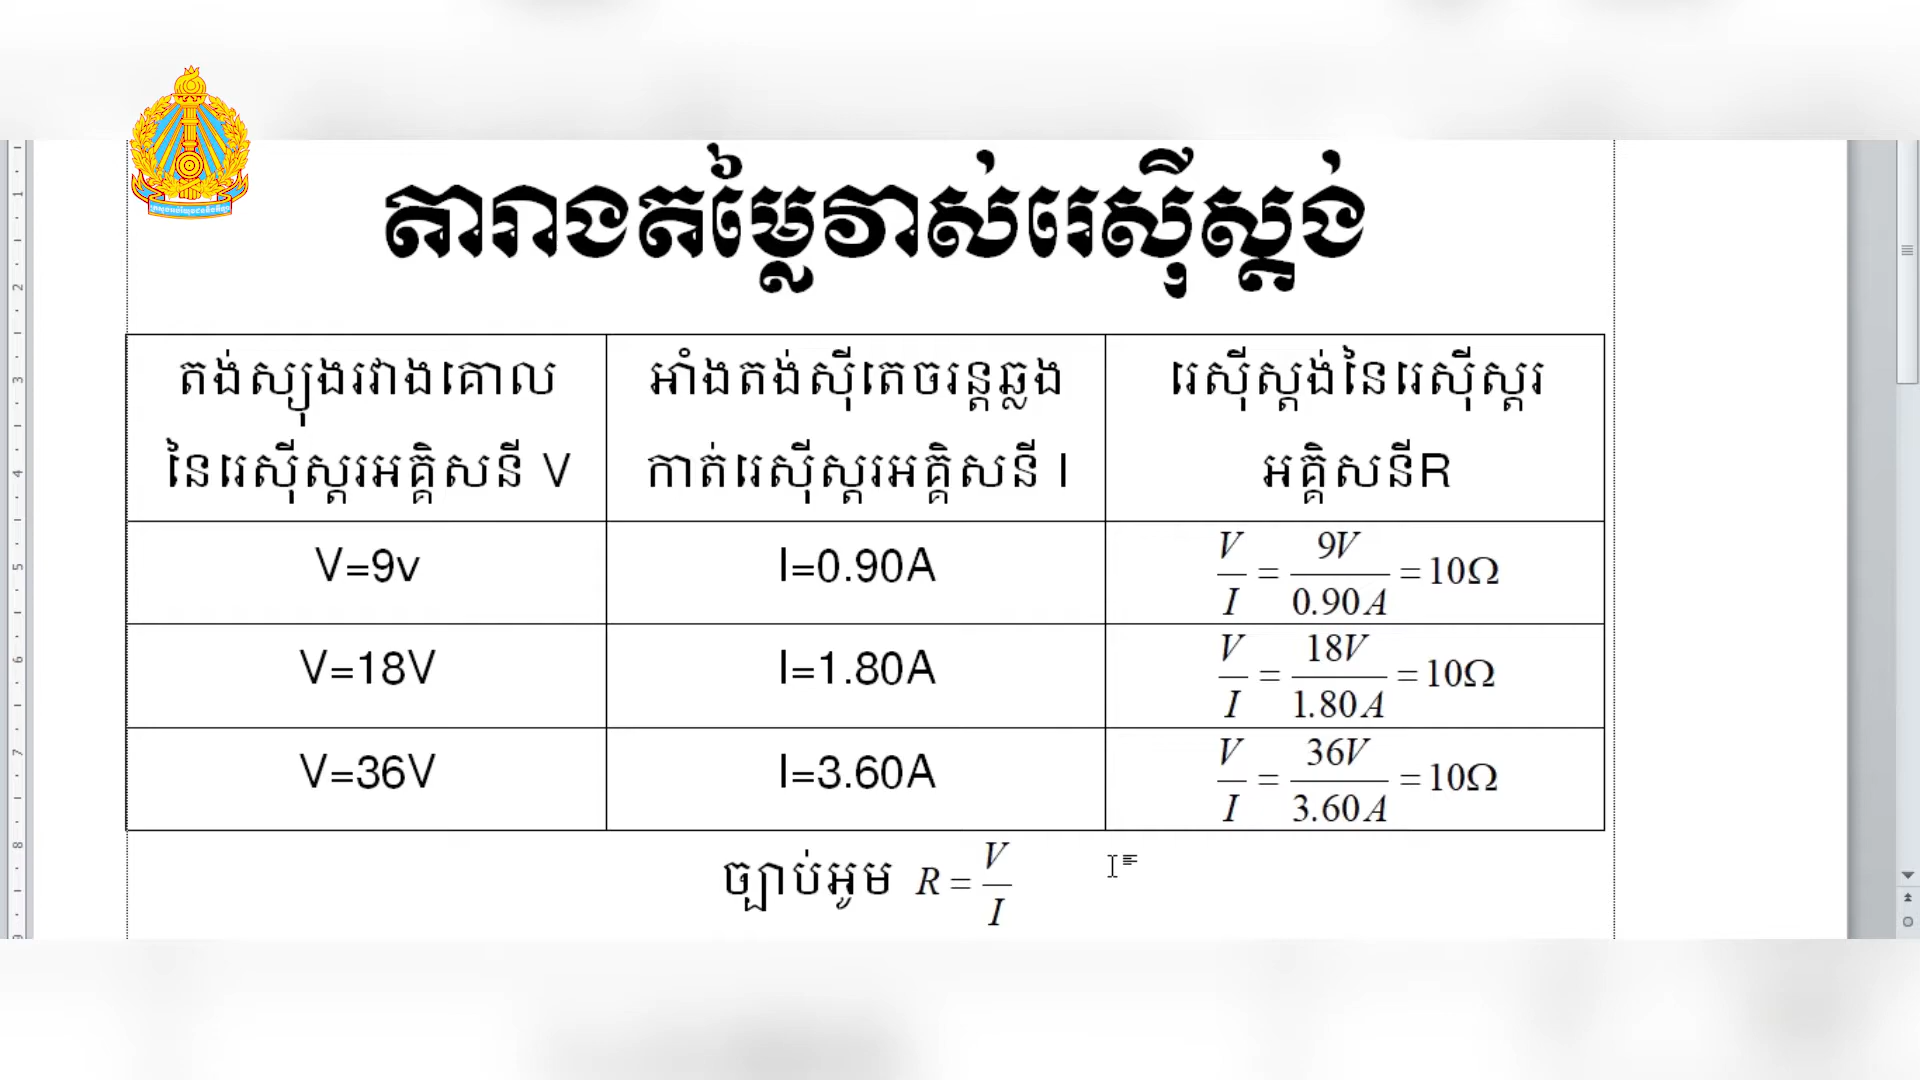 តារាងតម្លៃវាស់រេស៊ីស្តង់
តង់ស្យុងរវាងគោល
នៃរេស៊ីស្តរអគ្គិសនី V
អាំងតង់ស៊ីតេចរន្តឆ្លង
កាត់រេស៊ីស្តរអគ្គិសនី I
រេស៊ីស្តង់នៃរេស៊ីស្តរ
អគ្គិសនីR
V=9v
I=0.90A
V/I = 9V/0.90A = 10Ω
V=18V
I=1.80A
V/I = 18V/1.80A = 10Ω
V=36V
I=3.60A
V/I = 36V/3.60A = 10Ω
ច្បាប់អូម R = V/I